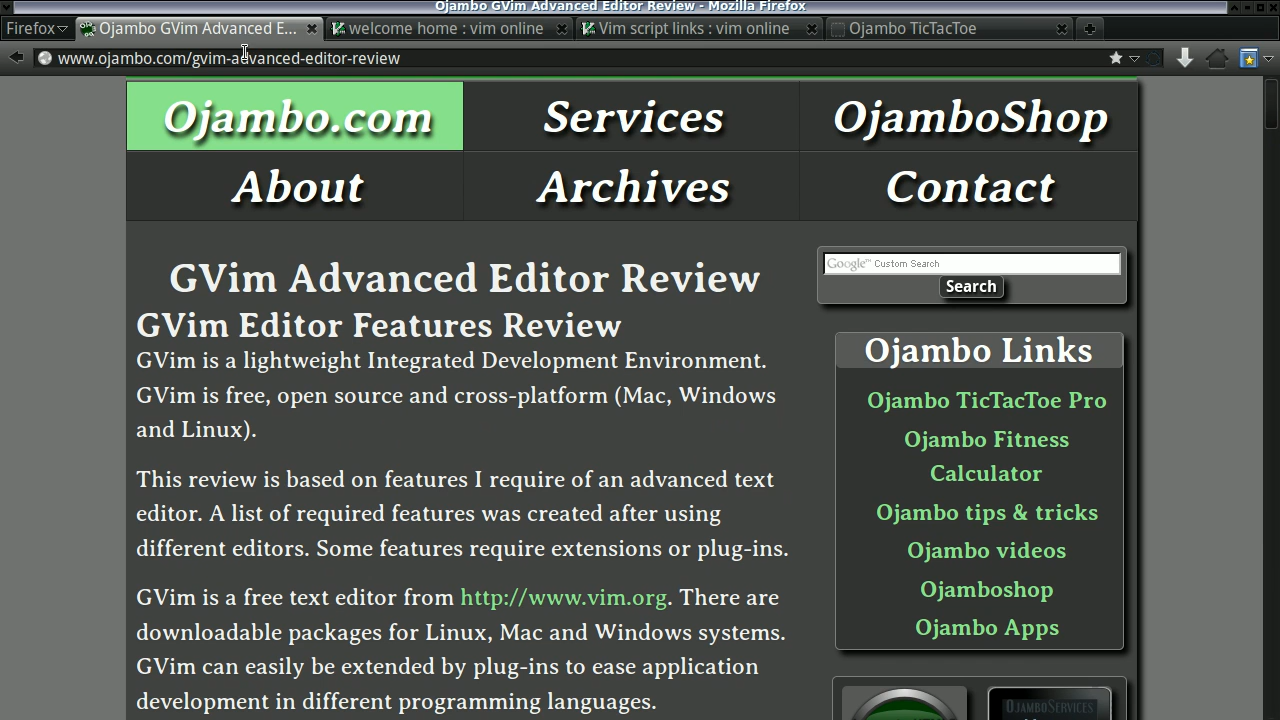 Ojambo GVim Advanced Editor Review - Mozilla Firefox
Firefox
Ojambo GVim Advanced E...
welcome home : vim online
Vim script links : vim online
Ojambo TicTacToe
www.ojambo.com/gvim-advanced-editor-review
Ojambo.com
Services
OjamboShop
About
Archives
Contact
GVim Advanced Editor Review
GVim Editor Features Review
GVim is a lightweight Integrated Development Environment.
GVim is free, open source and cross-platform (Mac, Windows
and Linux).
This review is based on features I require of an advanced text
editor. A list of required features was created after using
different editors. Some features require extensions or plug-ins.
GVim is a free text editor from http://www.vim.org. There are
downloadable packages for Linux, Mac and Windows systems.
GVim can easily be extended by plug-ins to ease application
development in different programming languages.
Google™ Custom Search
Search
Ojambo Links
Ojambo TicTacToe Pro
Ojambo Fitness
Calculator
Ojambo tips & tricks
Ojambo videos
Ojamboshop
Ojambo Apps
OjamboServices